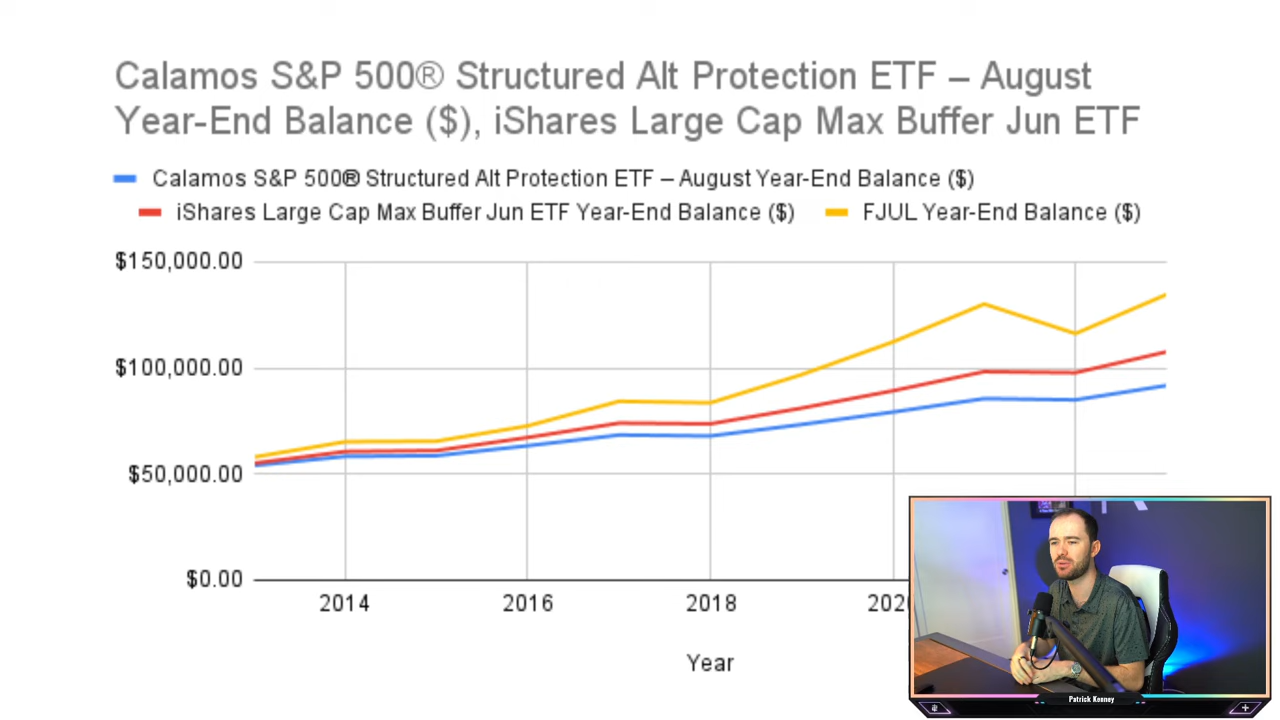 Calamos S&P 500® Structured Alt Protection ETF – August
Year-End Balance ($), iShares Large Cap Max Buffer Jun ETF
Calamos S&P 500® Structured Alt Protection ETF – August Year-End Balance ($)
iShares Large Cap Max Buffer Jun ETF Year-End Balance ($) FJUL Year-End Balance ($)
$150,000.00
$100,000.00
$50,000.00
$0.00
2014 2016 2018 202
Year
Patrick Kenney